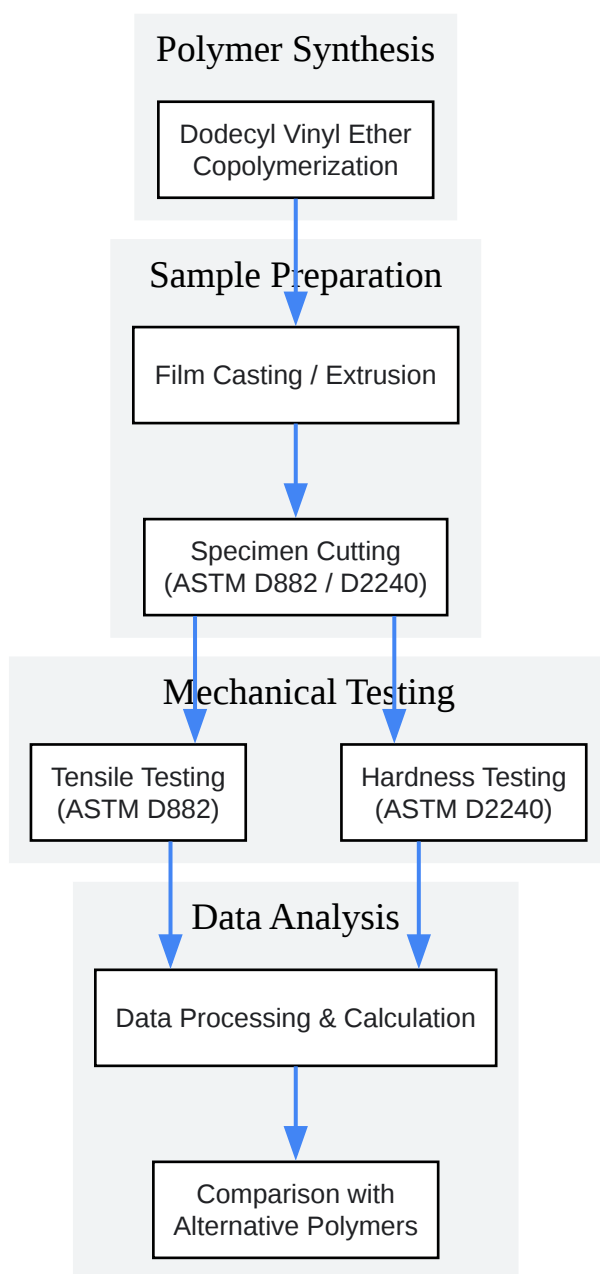 Polymer Synthesis
Dodecyl Vinyl Ether
Copolymerization
Sample Preparation
Film Casting / Extrusion
Specimen Cutting
(ASTM D882 / D2240)
Mechanical Testing
Tensile Testing
(ASTM D882)
Hardness Testing
(ASTM D2240)
Data Analysis
Data Processing & Calculation
Comparison with
Alternative Polymers